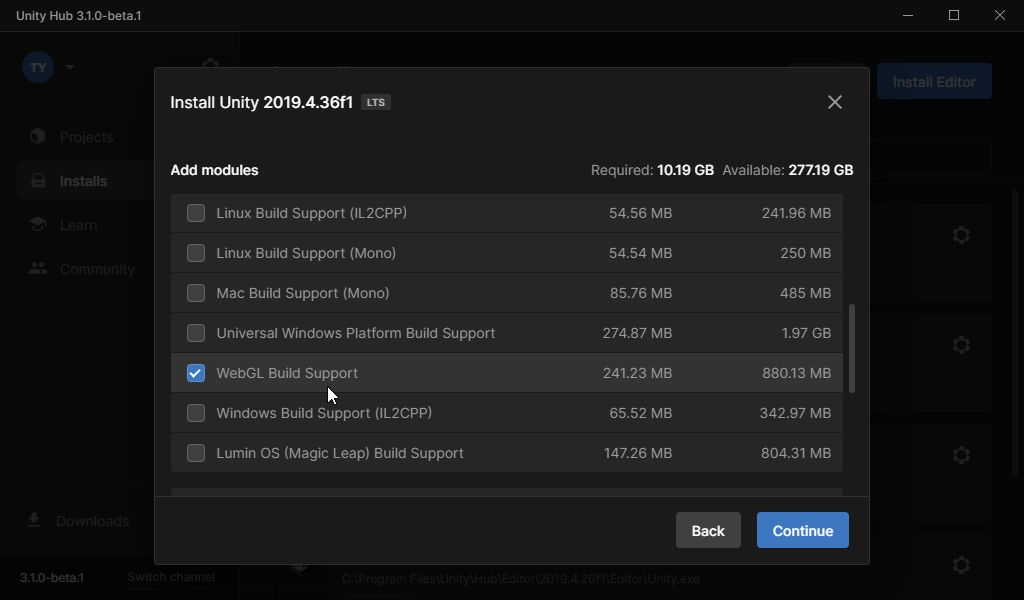 Unity Hub 3.1.0-beta.1
TY
Install Editor
Install Unity 2019.4.36f1 LTS
Projects
Installs
Learn
Community
Add modules Required: 10.19 GB Available: 277.19 GB
Linux Build Support (IL2CPP) 54.56 MB 241.96 MB
Linux Build Support (Mono) 54.54 MB 250 MB
Mac Build Support (Mono) 85.76 MB 485 MB
Universal Windows Platform Build Support 274.87 MB 1.97 GB
WebGL Build Support 241.23 MB 880.13 MB
Windows Build Support (IL2CPP) 65.52 MB 342.97 MB
Lumin OS (Magic Leap) Build Support 147.26 MB 804.31 MB
Downloads
Back Continue
3.1.0-beta.1 Switch channel
C:\Program Files\Unity\Hub\Editor\2019.4.26f1\Editor\Unity.exe